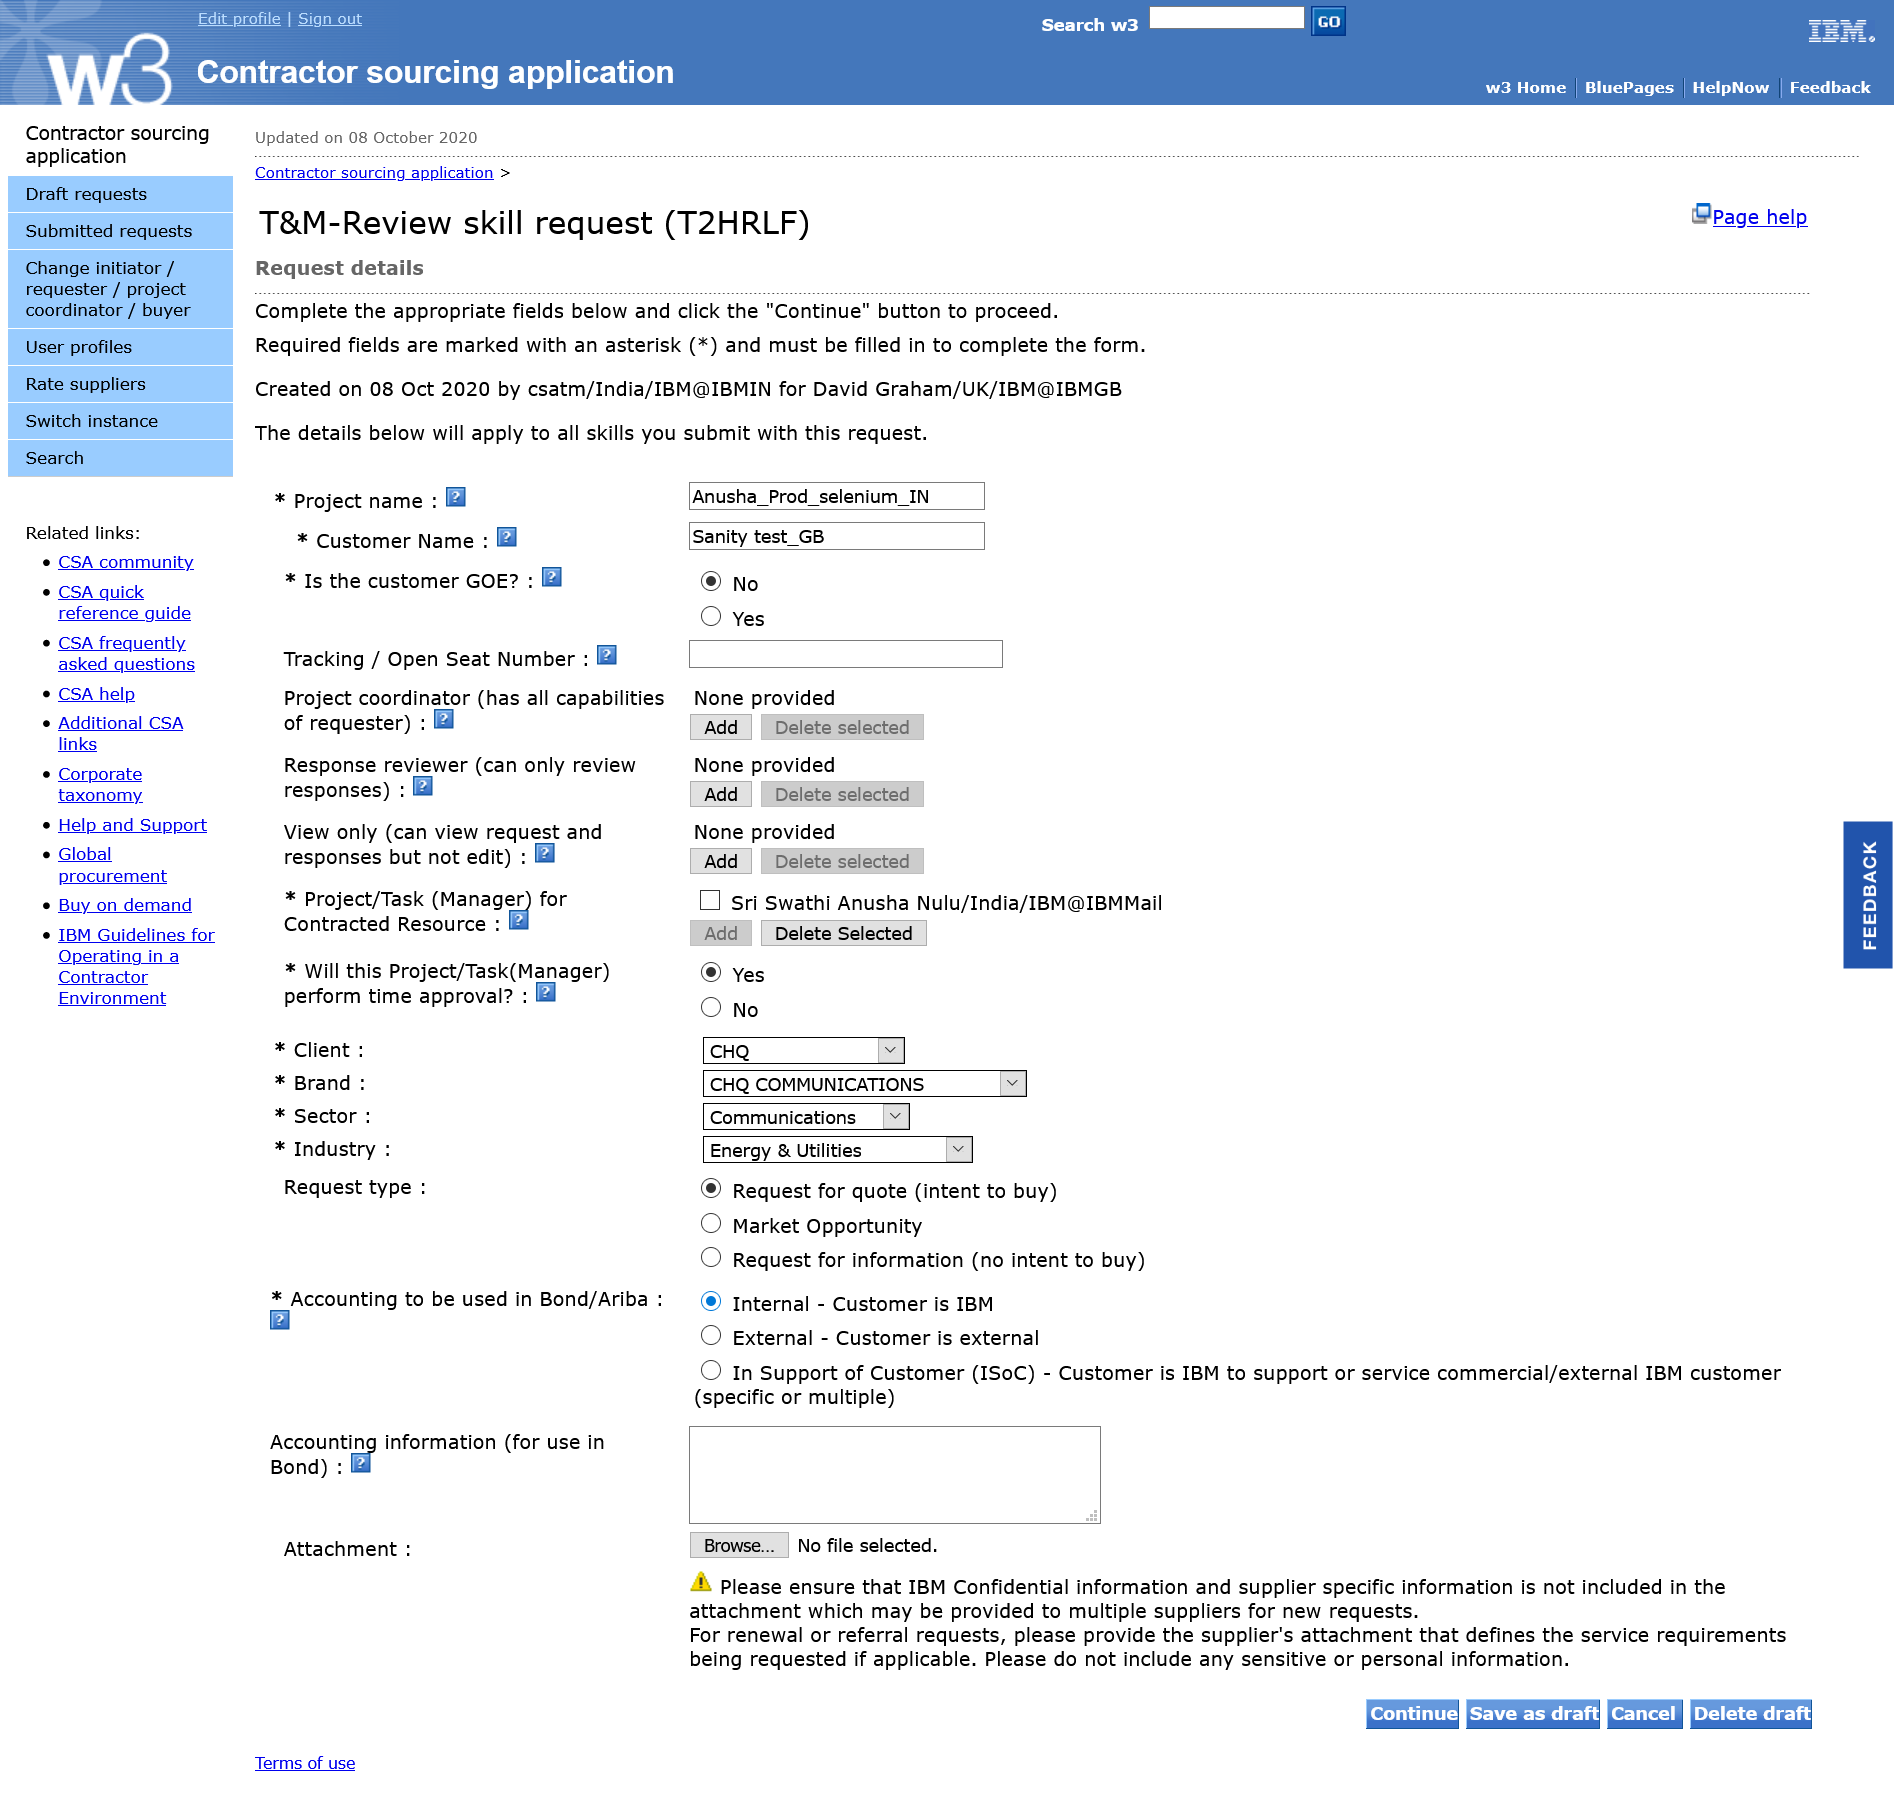 Edit profile | Sign out
Search w3
GO
IBM.
w3
Contractor sourcing application
w3 Home
BluePages
HelpNow
Feedback
Contractor sourcing
application
Draft requests
Submitted requests
Change initiator /
requester / project
coordinator / buyer
User profiles
Rate suppliers
Switch instance
Search
Related links:
CSA community
CSA quick
reference guide
CSA frequently
asked questions
CSA help
Additional CSA
links
Corporate
taxonomy
Help and Support
Global
procurement
Buy on demand
IBM Guidelines for
Operating in a
Contractor
Environment
Updated on 08 October 2020
Contractor sourcing application >
T&M-Review skill request (T2HRLF)
Page help
Request details
Complete the appropriate fields below and click the "Continue" button to proceed.
Required fields are marked with an asterisk (*) and must be filled in to complete the form.
Created on 08 Oct 2020 by csatm/India/IBM@IBMIN for David Graham/UK/IBM@IBMGB
The details below will apply to all skills you submit with this request.
* Project name : ?
Anusha_Prod_selenium_IN
* Customer Name : ?
Sanity test_GB
* Is the customer GOE? : ?
No
Yes
Tracking / Open Seat Number : ?
Project coordinator (has all capabilities
of requester) : ?
None provided
Add
Delete selected
Response reviewer (can only review
responses) : ?
None provided
Add
Delete selected
View only (can view request and
responses but not edit) : ?
None provided
Add
Delete selected
* Project/Task (Manager) for
Contracted Resource : ?
Sri Swathi Anusha Nulu/India/IBM@IBMMail
Add
Delete Selected
* Will this Project/Task(Manager)
perform time approval? : ?
Yes
No
* Client :
CHQ
* Brand :
CHQ COMMUNICATIONS
* Sector :
Communications
* Industry :
Energy & Utilities
Request type :
Request for quote (intent to buy)
Market Opportunity
Request for information (no intent to buy)
* Accounting to be used in Bond/Ariba :
?
Internal - Customer is IBM
External - Customer is external
In Support of Customer (ISoC) - Customer is IBM to support or service commercial/external IBM customer
(specific or multiple)
Accounting information (for use in
Bond) : ?
Attachment :
Browse... No file selected.
Please ensure that IBM Confidential information and supplier specific information is not included in the
attachment which may be provided to multiple suppliers for new requests.
For renewal or referral requests, please provide the supplier's attachment that defines the service requirements
being requested if applicable. Please do not include any sensitive or personal information.
Continue
Save as draft
Cancel
Delete draft
Terms of use
FEEDBACK